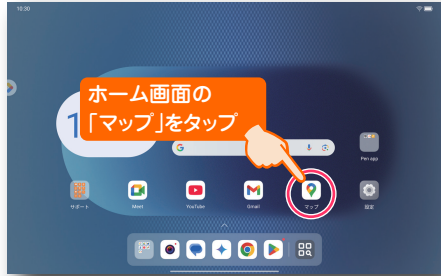 10:30
ホーム画面の
「マップ」をタップ
1
G
Pen app
サポート
Meet
YouTube
Gmail
マップ
設定